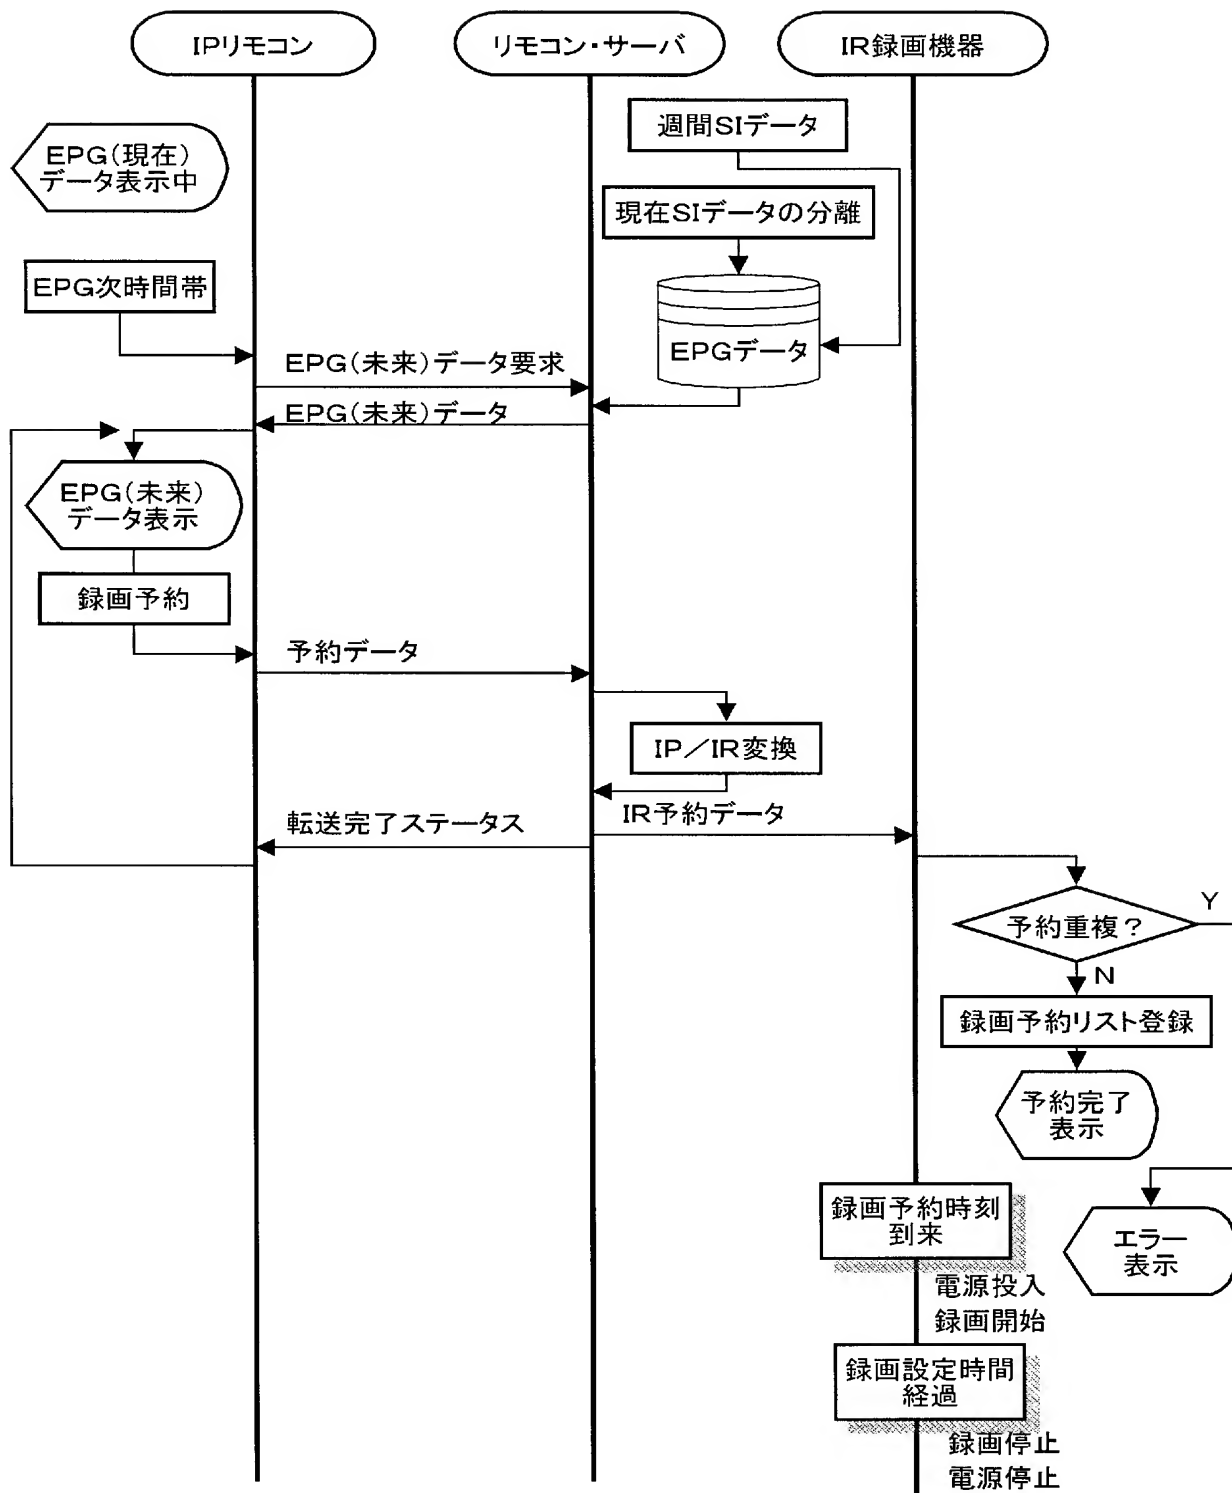 IPリモコン
リモコン・サーバ
IR録画機器
週間SIデータ
EPG(現在)
データ表示中
現在SIデータの分離
EPG次時間帯
EPGデータ
EPG(未来)データ要求
EPG(未来)データ
EPG(未来)
データ表示
録画予約
予約データ
IP/IR変換
IR予約データ
転送完了ステータス
予約重複?
Y
N
録画予約リスト登録
予約完了
表示
録画予約時刻
到来
エラー
表示
電源投入
録画開始
録画設定時間
経過
録画停止
電源停止